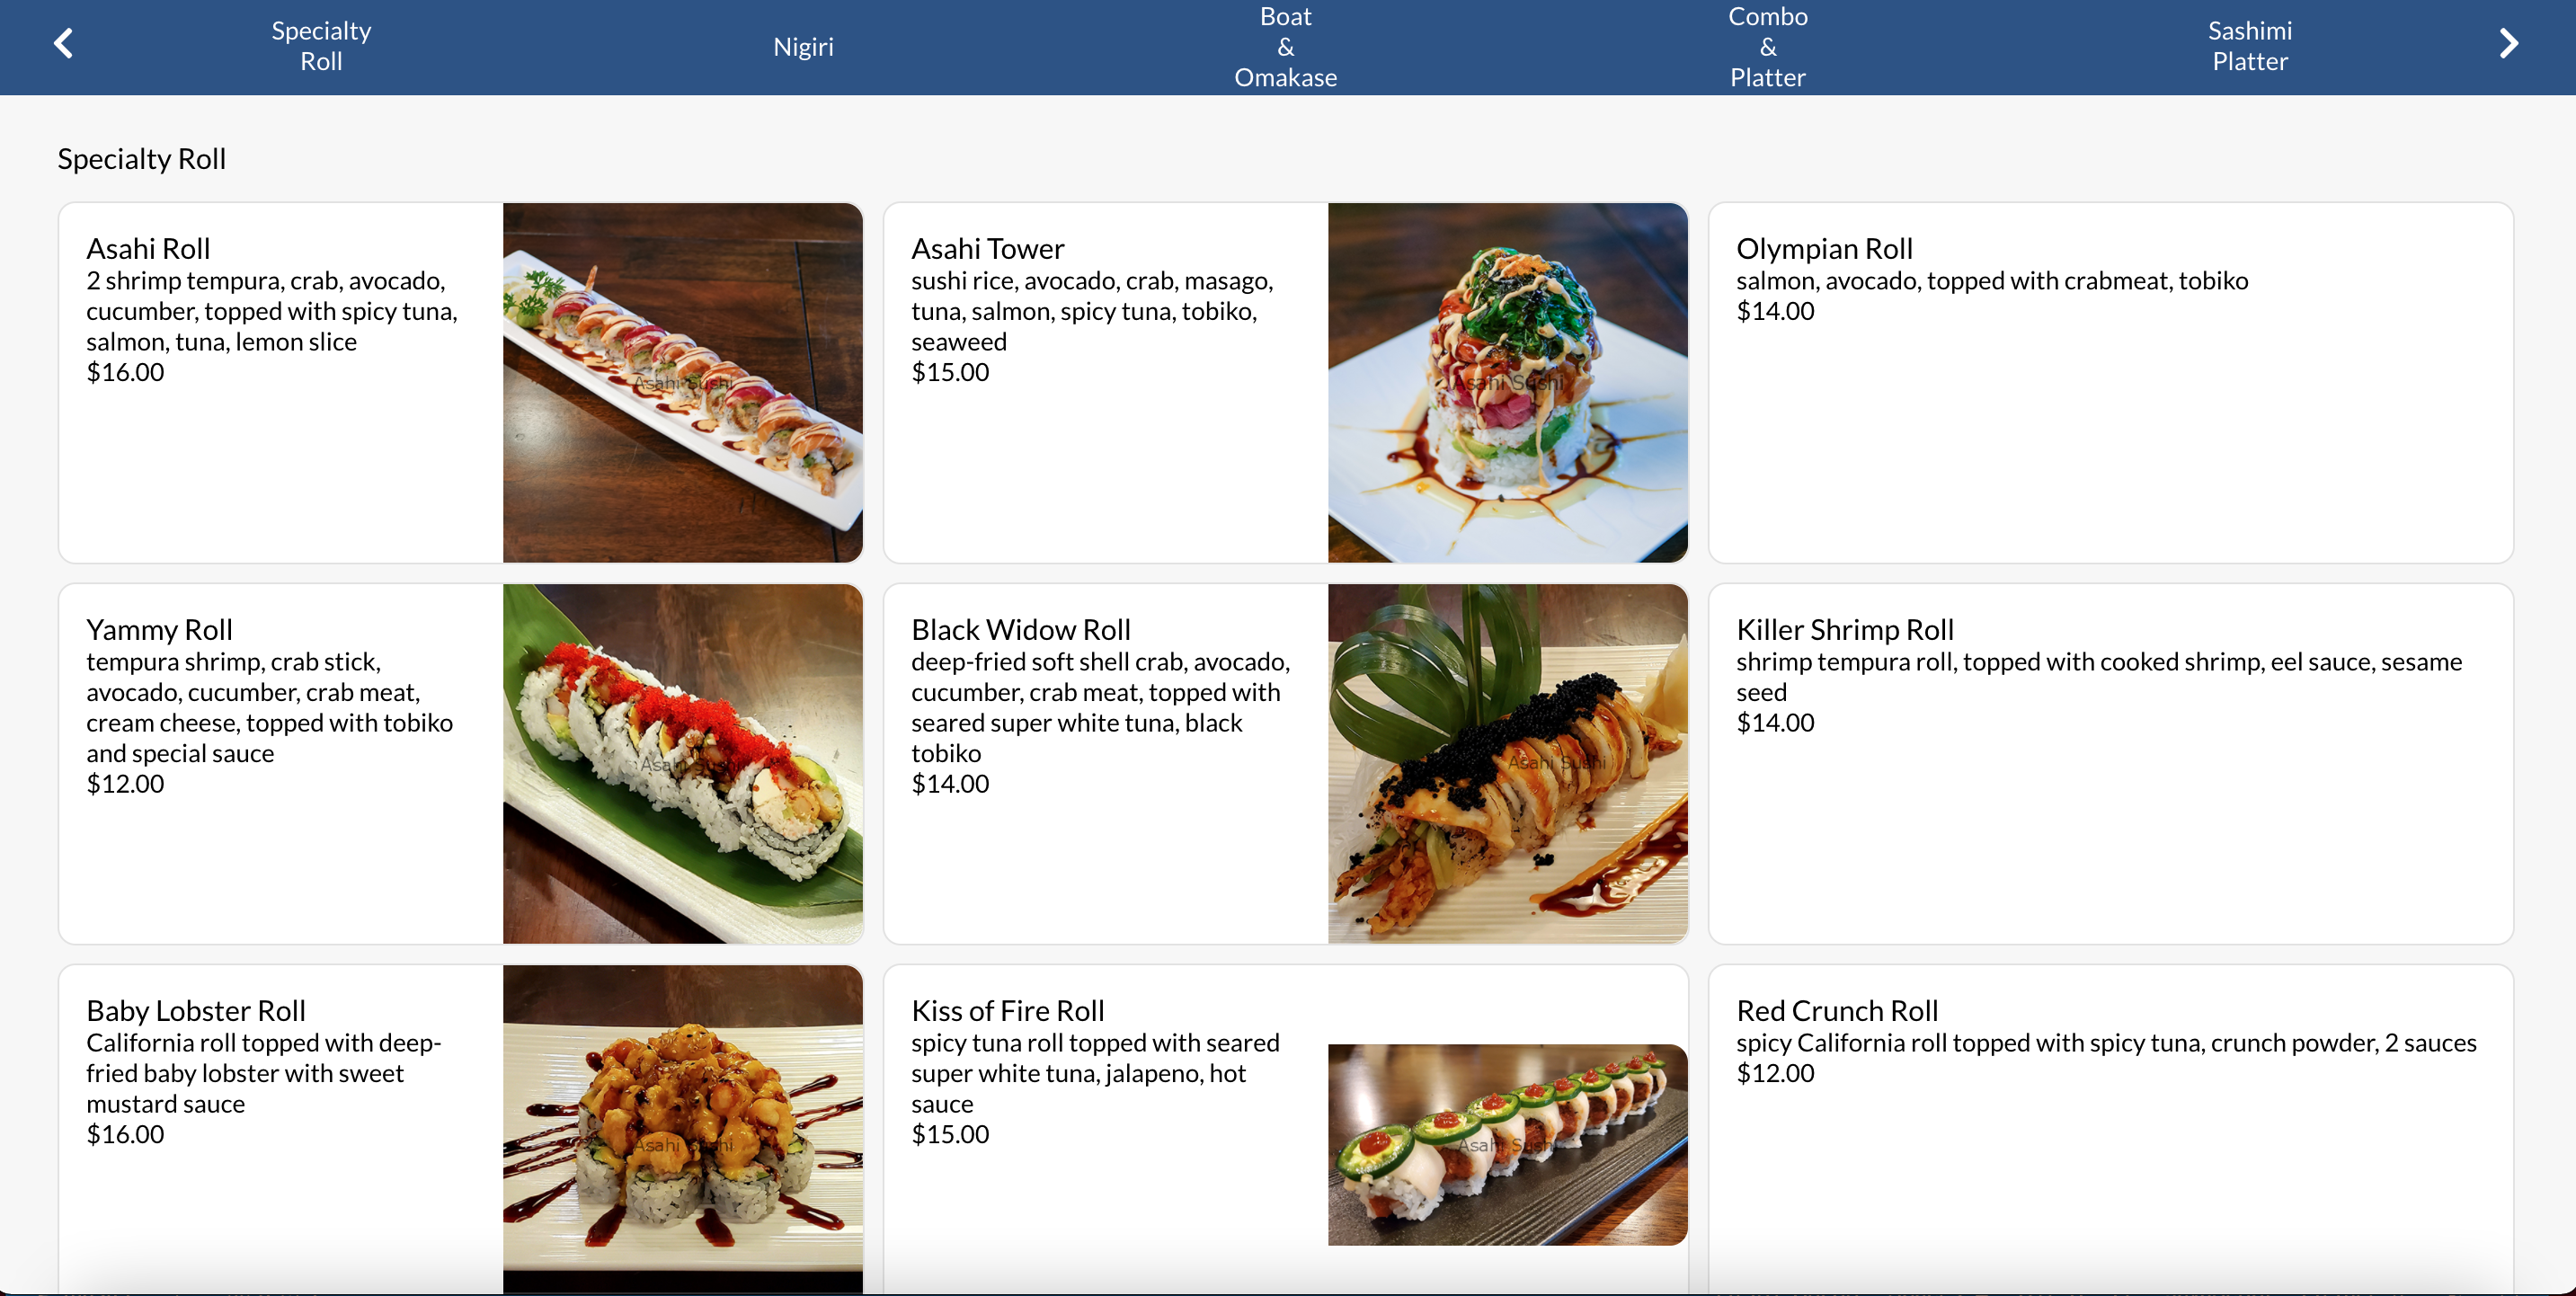 Specialty
Roll
Nigiri
Boat
&
Omakase
Combo
&
Platter
Sashimi
Platter
Specialty Roll
Asahi Roll
2 shrimp tempura, crab, avocado,
cucumber, topped with spicy tuna,
salmon, tuna, lemon slice
$16.00
Asahi Sushi
Asahi Tower
sushi rice, avocado, crab, masago,
tuna, salmon, spicy tuna, tobiko,
seaweed
$15.00
Asahi Sushi
Olympian Roll
salmon, avocado, topped with crabmeat, tobiko
$14.00
Yammy Roll
tempura shrimp, crab stick,
avocado, cucumber, crab meat,
cream cheese, topped with tobiko
and special sauce
$12.00
Asahi Sushi
Black Widow Roll
deep-fried soft shell crab, avocado,
cucumber, crab meat, topped with
seared super white tuna, black
tobiko
$14.00
Asahi Sushi
Killer Shrimp Roll
shrimp tempura roll, topped with cooked shrimp, eel sauce, sesame
seed
$14.00
Baby Lobster Roll
California roll topped with deep-
fried baby lobster with sweet
mustard sauce
$16.00
Asahi Sushi
Kiss of Fire Roll
spicy tuna roll topped with seared
super white tuna, jalapeno, hot
sauce
$15.00
Asahi Sushi
Red Crunch Roll
spicy California roll topped with spicy tuna, crunch powder, 2 sauces
$12.00